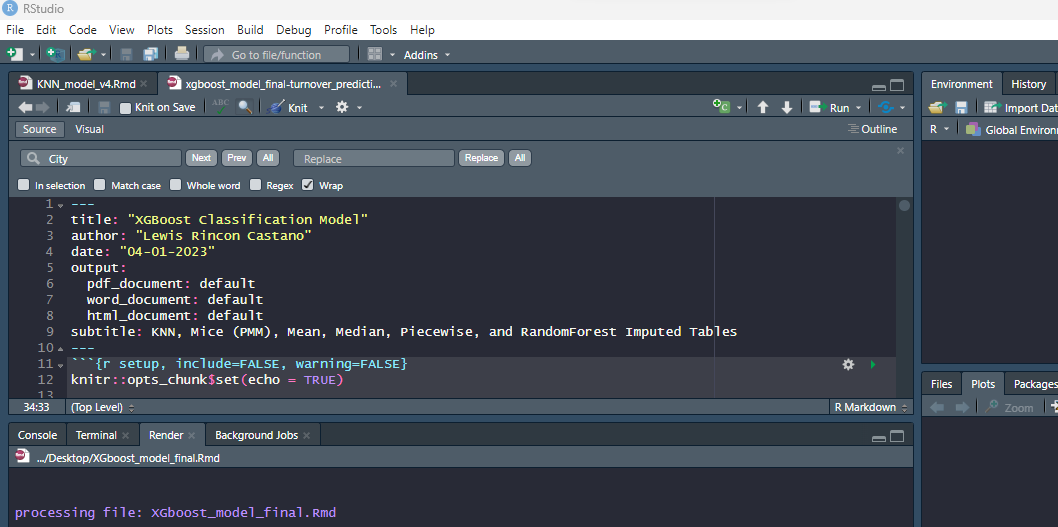 RStudio
File Edit Code View Plots Session Build Debug Profile Tools Help
Go to file/function Addins
KNN_model_v4.Rmd xgboost_model_final-turnover_predicti...
Knit on Save ABC Knit Run
Source Visual Outline
City Next Prev All Replace Replace All
In selection Match case Whole word Regex Wrap
1 ---
2 title: "XGBoost Classification Model"
3 author: "Lewis Rincon Castano"
4 date: "04-01-2023"
5 output:
6 pdf_document: default
7 word_document: default
8 html_document: default
9 subtitle: KNN, Mice (PMM), Mean, Median, Piecewise, and RandomForest Imputed Tables
10 ---
11 ```{r setup, include=FALSE, warning=FALSE}
12 knitr::opts_chunk$set(echo = TRUE)
13
34:33 (Top Level) R Markdown
Console Terminal Render Background Jobs
.../Desktop/XGboost_model_final.Rmd
processing file: XGboost_model_final.Rmd
Environment History
Import Dat
R Global Environ
Files Plots Packages
Zoom